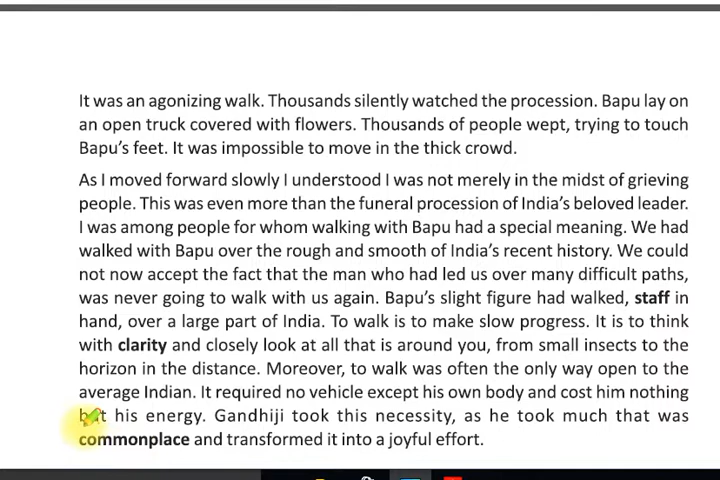 It was an agonizing walk. Thousands silently watched the procession. Bapu lay on
an open truck covered with flowers. Thousands of people wept, trying to touch
Bapu's feet. It was impossible to move in the thick crowd.
As I moved forward slowly I understood I was not merely in the midst of grieving
people. This was even more than the funeral procession of India's beloved leader.
I was among people for whom walking with Bapu had a special meaning. We had
walked with Bapu over the rough and smooth of India's recent history. We could
not now accept the fact that the man who had led us over many difficult paths,
was never going to walk with us again. Bapu's slight figure had walked, staff in
hand, over a large part of India. To walk is to make slow progress. It is to think
with clarity and closely look at all that is around you, from small insects to the
horizon in the distance. Moreover, to walk was often the only way open to the
average Indian. It required no vehicle except his own body and cost him nothing
but his energy. Gandhiji took this necessity, as he took much that was
commonplace and transformed it into a joyful effort.